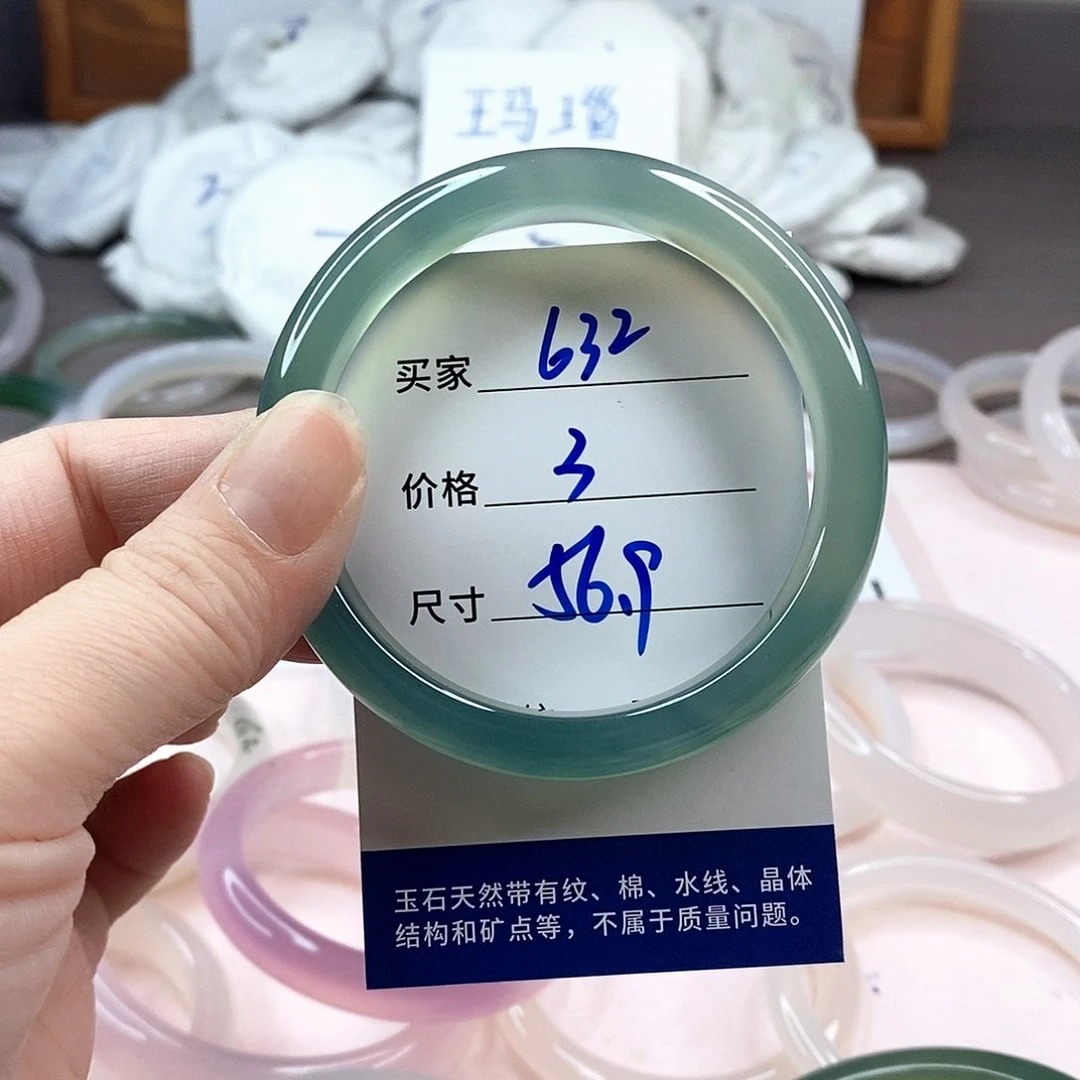 玛瑙
买家 632
价格 3
尺寸 56.9
玉石天然带有纹、棉、水线、晶体
结构和矿点等，不属于质量问题。